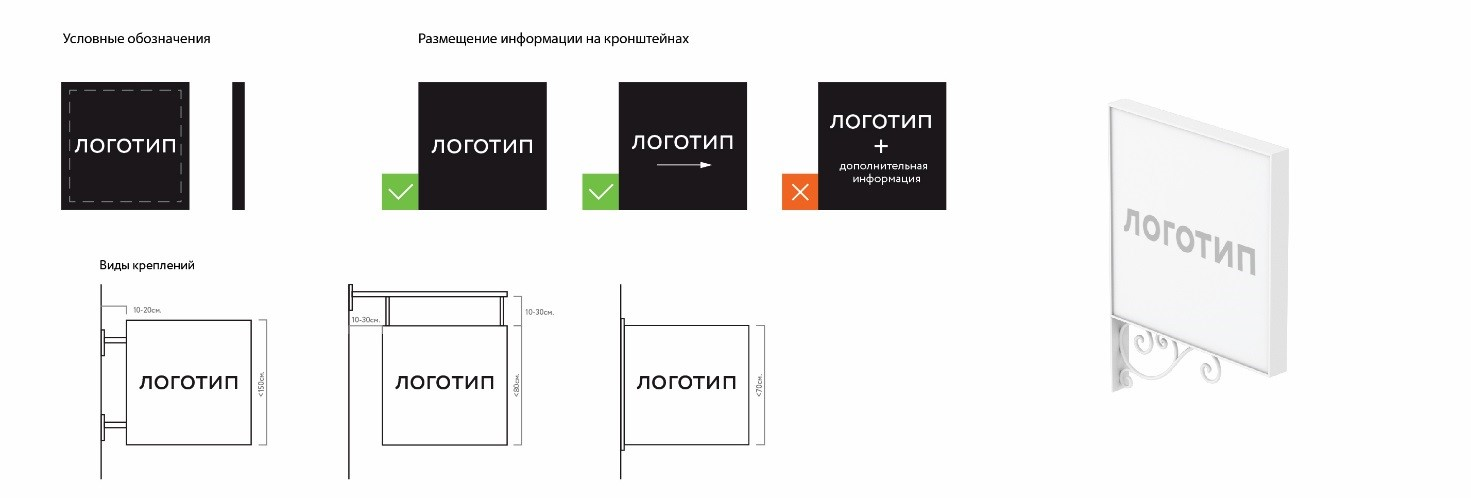 Условные обозначения
Размещение информации на кронштейнах
ЛОГОТИП
ЛОГОТИП
ЛОГОТИП
ЛОГОТИП
+
дополнительная
информация
ЛОГОТИП
Виды креплений
10-20см.
ЛОГОТИП
<150см.
10-30см.
10-30см.
ЛОГОТИП
<80см.
ЛОГОТИП
<70см.